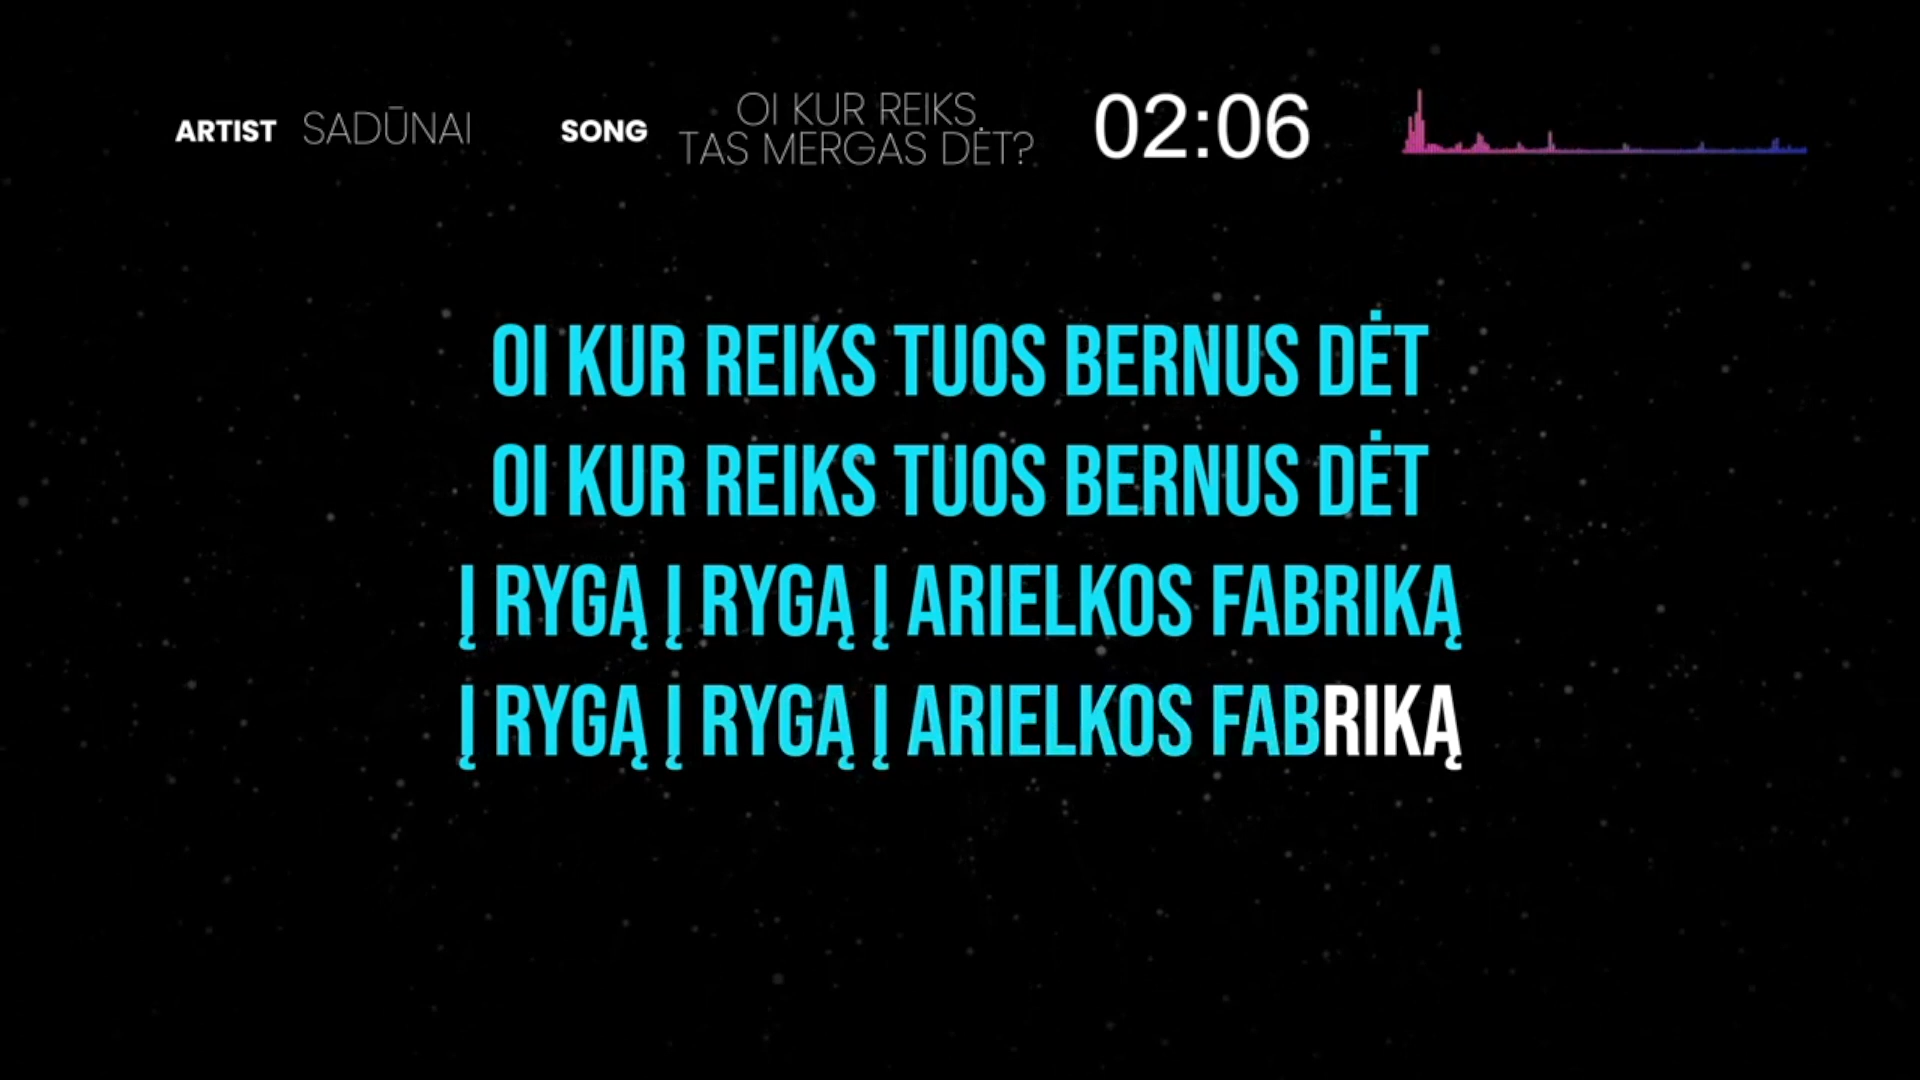 ARTIST SADŪNAI SONG OI KUR REIKS
TAS MERGAS DĖT?
02:06
OI KUR REIKS TUOS BERNUS DĖT
OI KUR REIKS TUOS BERNUS DĖT
Į RYGĄ Į RYGĄ Į ARIELKOS FABRIKĄ
Į RYGĄ Į RYGĄ Į ARIELKOS FABRIKĄ